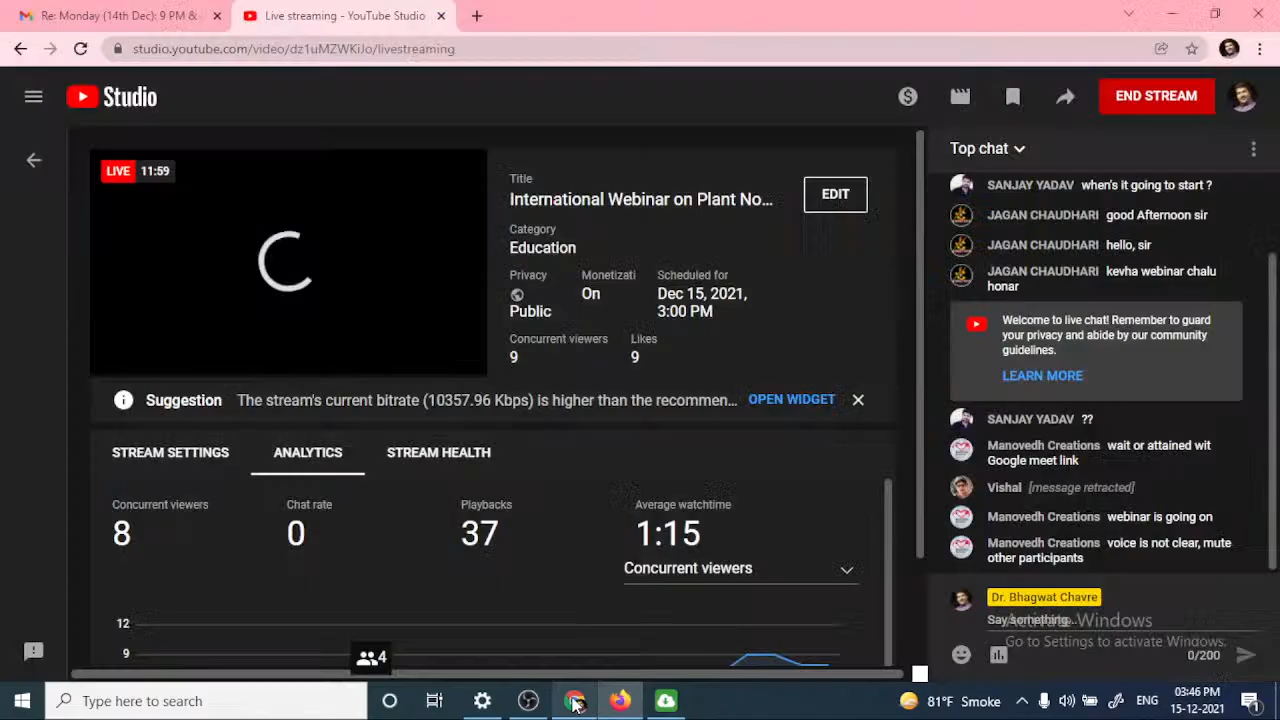 Re: Monday (14th Dec): 9 PM &
Live streaming - YouTube Studio
studio.youtube.com/video/dz1uMZWKiJo/livestreaming
Studio
END STREAM
LIVE 11:59
Title
International Webinar on Plant No...
EDIT
Category
Education
Privacy
Monetizati
Scheduled for
Public
On
Dec 15, 2021,
3:00 PM
Concurrent viewers
Likes
9
9
Suggestion The stream's current bitrate (10357.96 Kbps) is higher than the recommen... OPEN WIDGET
STREAM SETTINGS
ANALYTICS
STREAM HEALTH
Concurrent viewers
Chat rate
Playbacks
Average watchtime
8
0
37
1:15
Concurrent viewers
12
9
4
Top chat
SANJAY YADAV when's it going to start ?
JAGAN CHAUDHARI good Afternoon sir
JAGAN CHAUDHARI hello, sir
JAGAN CHAUDHARI kevha webinar chalu
honar
Welcome to live chat! Remember to guard
your privacy and abide by our community
guidelines.
LEARN MORE
SANJAY YADAV ??
Manovedh Creations wait or attained wit
Google meet link
Vishal [message retracted]
Manovedh Creations webinar is going on
Manovedh Creations voice is not clear, mute
other participants
Dr. Bhagwat Chavre
Say something...
Activate Windows
Go to Settings to activate Windows.
0/200
Type here to search
81°F Smoke
ENG
03:46 PM
15-12-2021
1